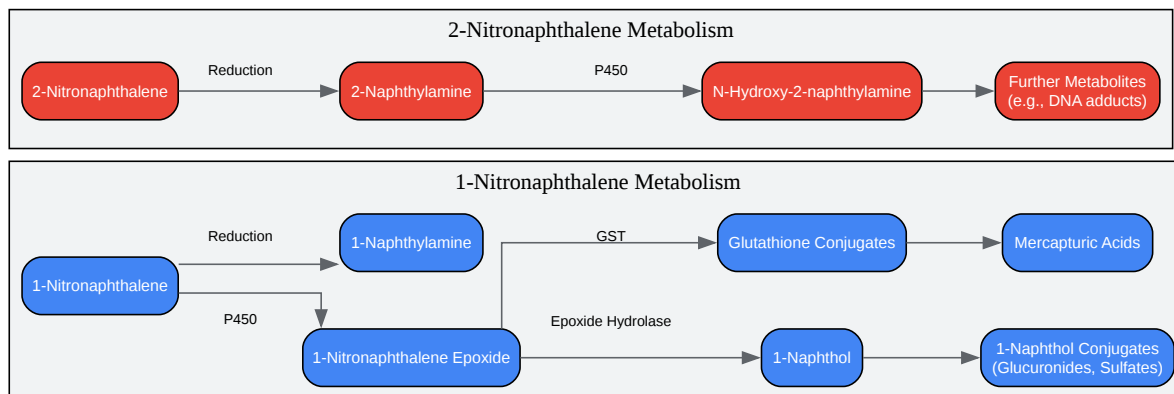 2-Nitronaphthalene Metabolism
Reduction
P450
2-Nitronaphthalene
2-Naphthylamine
N-Hydroxy-2-naphthylamine
Further Metabolites
(e.g., DNA adducts)
1-Nitronaphthalene Metabolism
Reduction
1-Naphthylamine
GST
Glutathione Conjugates
Mercapturic Acids
1-Nitronaphthalene
P450
Epoxide Hydrolase
1-Nitronaphthalene Epoxide
1-Naphthol
1-Naphthol Conjugates
(Glucuronides, Sulfates)